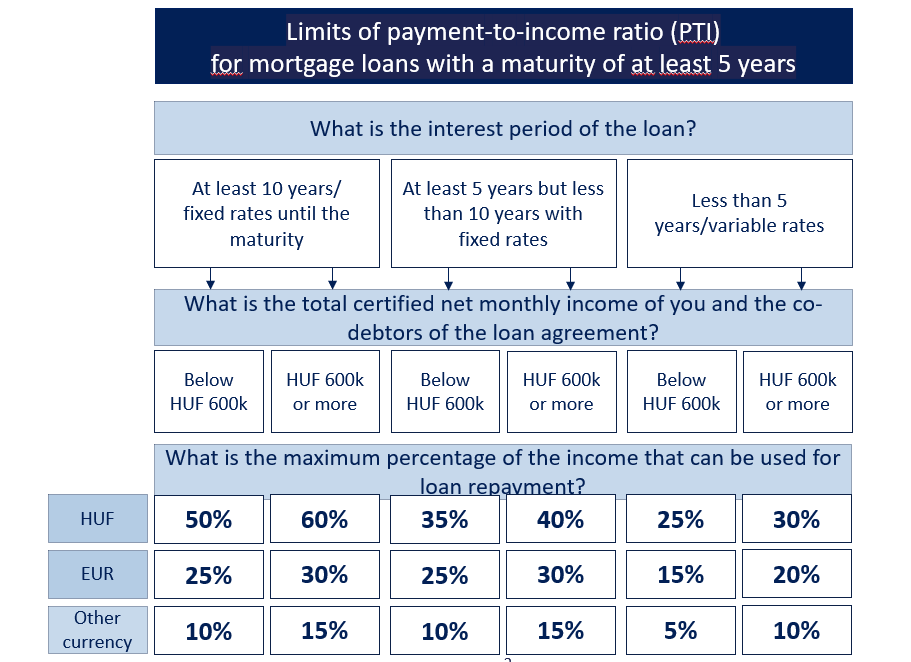 Limits of payment-to-income ratio (PTI)
for mortgage loans with a maturity of at least 5 years
What is the interest period of the loan?
At least 10 years/
fixed rates until the
maturity
At least 5 years but less
than 10 years with
fixed rates
Less than 5
years/variable rates
What is the total certified net monthly income of you and the co-
debtors of the loan agreement?
Below
HUF 600k
HUF 600k
or more
Below
HUF 600k
HUF 600k
or more
Below
HUF 600k
HUF 600k
or more
What is the maximum percentage of the income that can be used for
loan repayment?
HUF 50% 60% 35% 40% 25% 30%
EUR 25% 30% 25% 30% 15% 20%
Other
currency 10% 15% 10% 15% 5% 10%